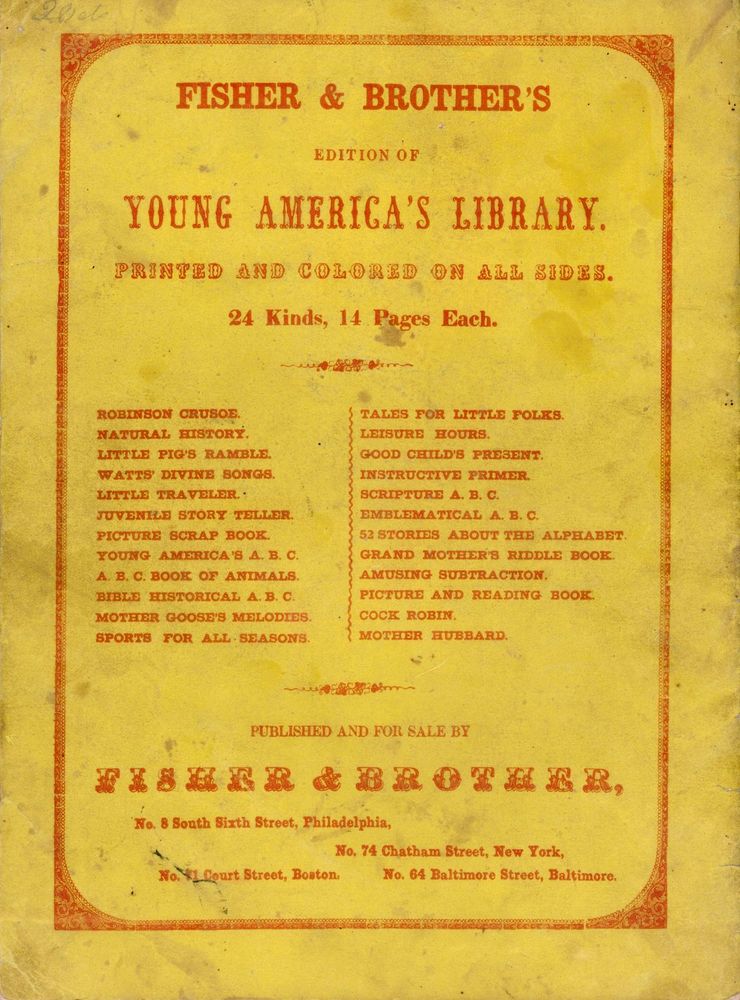 FISHER & BROTHER'S
EDITION OF
YOUNG AMERICA'S LIBRARY.
PRINTED AND COLORED ON ALL SIDES.
24 Kinds, 14 Pages Each.
ROBINSON CRUSOE.
NATURAL HISTORY.
LITTLE PIG'S RAMBLE.
WATTS' DIVINE SONGS.
LITTLE TRAVELER.
JUVENILE STORY TELLER.
PICTURE SCRAP BOOK.
YOUNG AMERICA'S A. B. C.
A. B. C. BOOK OF ANIMALS.
BIBLE HISTORICAL A. B. C.
MOTHER GOOSE'S MELODIES.
SPORTS FOR ALL SEASONS.
TALES FOR LITTLE FOLKS.
LEISURE HOURS.
GOOD CHILD'S PRESENT.
INSTRUCTIVE PRIMER.
SCRIPTURE A. B. C.
EMBLEMATICAL A. B. C.
52 STORIES ABOUT THE ALPHABET.
GRAND MOTHER'S RIDDLE BOOK.
AMUSING SUBTRACTION.
PICTURE AND READING BOOK.
COCK ROBIN.
MOTHER HUBBARD.
PUBLISHED AND FOR SALE BY
FISHER & BROTHER,
No. 8 South Sixth Street, Philadelphia,
No. 74 Chatham Street, New York,
No. Court Street, Boston. No. 64 Baltimore Street, Baltimore.